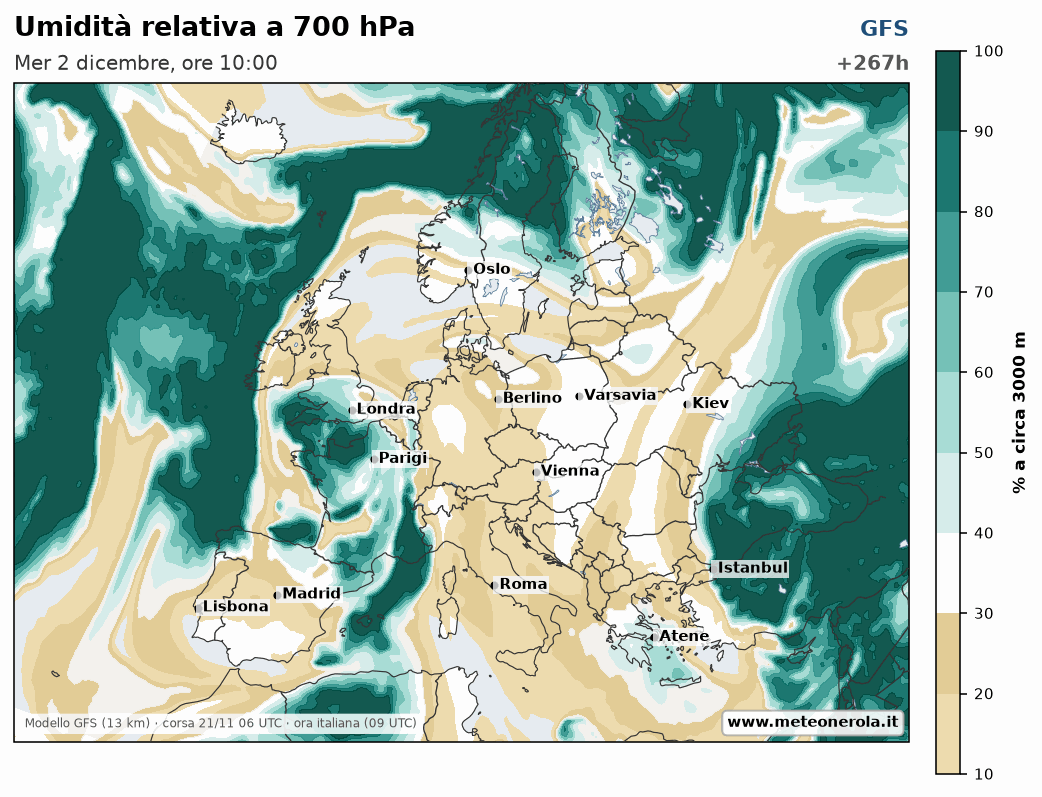 Umidità relativa a 700 hPa
GFS
Mer 2 dicembre, ore 10:00
+267h
100
90
80
70
60
50
40
30
20
10
% a circa 3000 m
Oslo
Berlino
Varsavia
Kiev
Londra
Parigi
Vienna
Istanbul
Roma
Madrid
Lisbona
Atene
Modello GFS (13 km) · corsa 21/11 06 UTC · ora italiana (09 UTC)
www.meteonerola.it